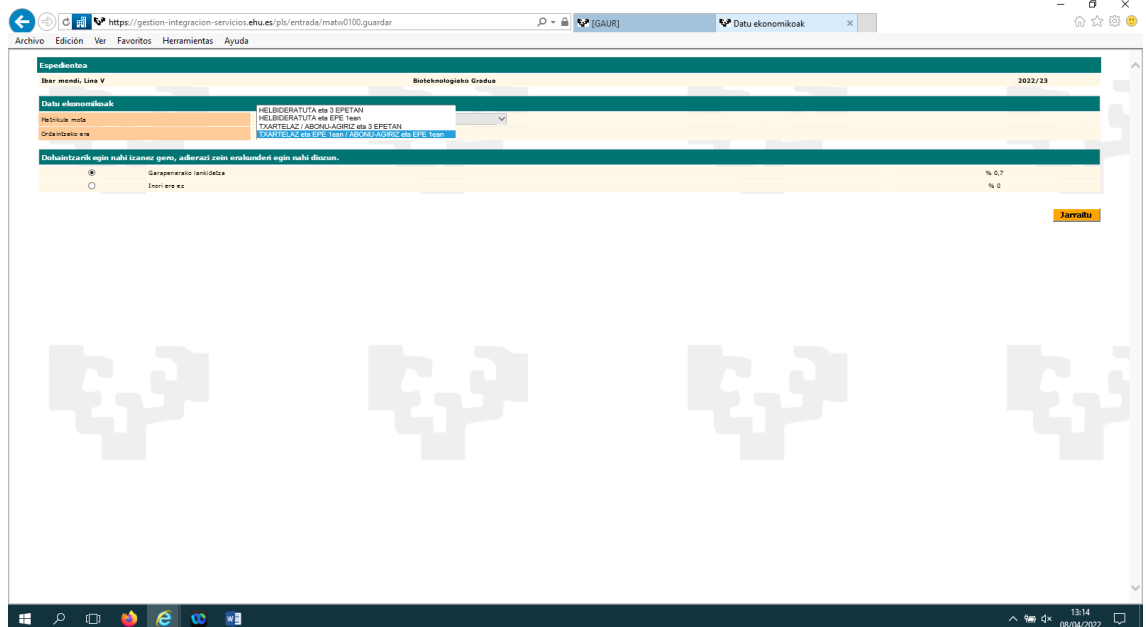 https://gestion-integracion-servicios.ehu.es/pls/entrada/matw0100.guardar
[GAUR]
Datu ekonomikoak
Archivo Edición Ver Favoritos Herramientas Ayuda
Espedientea
Ibar mendi, Lina V Bioteknologiako Gradua 2022/23
Datu ekonomikoak
HELBIDERATUTA eta 3 EPETAN
Matrikula mota HELBIDERATUTA eta EPE 1ean
TXARTELAZ / ABONU-AGIRIZ eta 3 EPETAN
Ordaintzeko era TXARTELAZ eta EPE 1ean / ABONU-AGIRIZ eta EPE 1ean
Dohaintzarik egin nahi izanez gero, adierazi zein erakunderi egin nahi diozun.
Garapenerako lankidetza % 0,7
Inori ere ez % 0
Jarraitu
13:14
08/04/2022